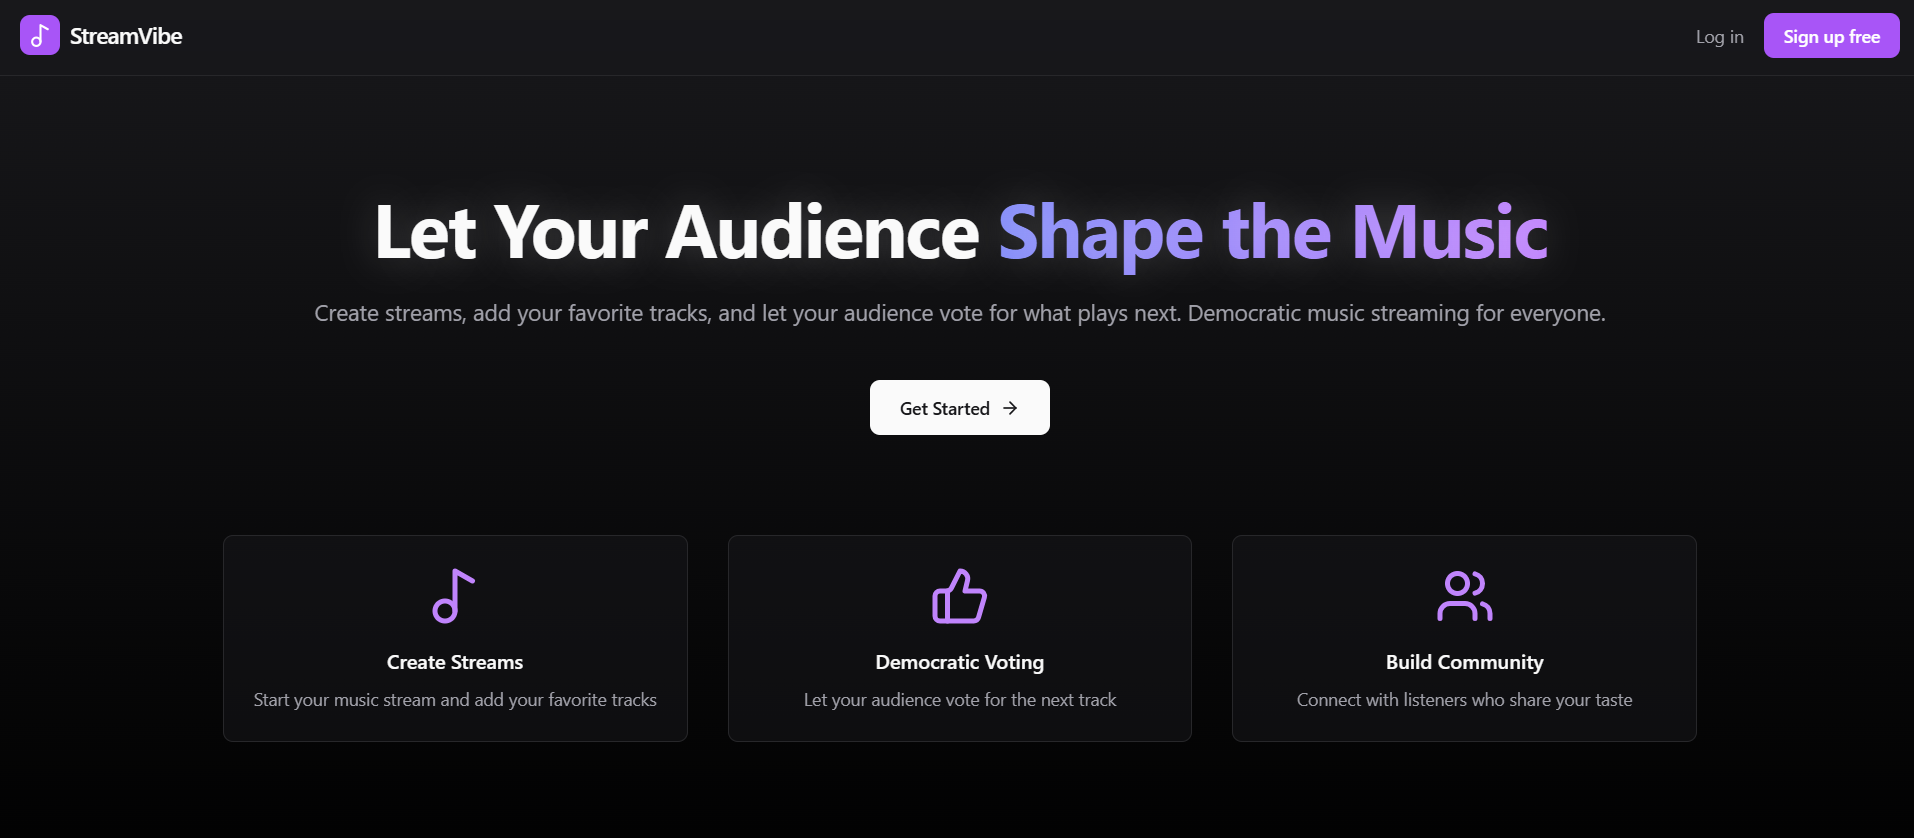 StreamVibe
Log in
Sign up free
Let Your Audience Shape the Music
Create streams, add your favorite tracks, and let your audience vote for what plays next. Democratic music streaming for everyone.
Get Started
Create Streams
Start your music stream and add your favorite tracks
Democratic Voting
Let your audience vote for the next track
Build Community
Connect with listeners who share your taste